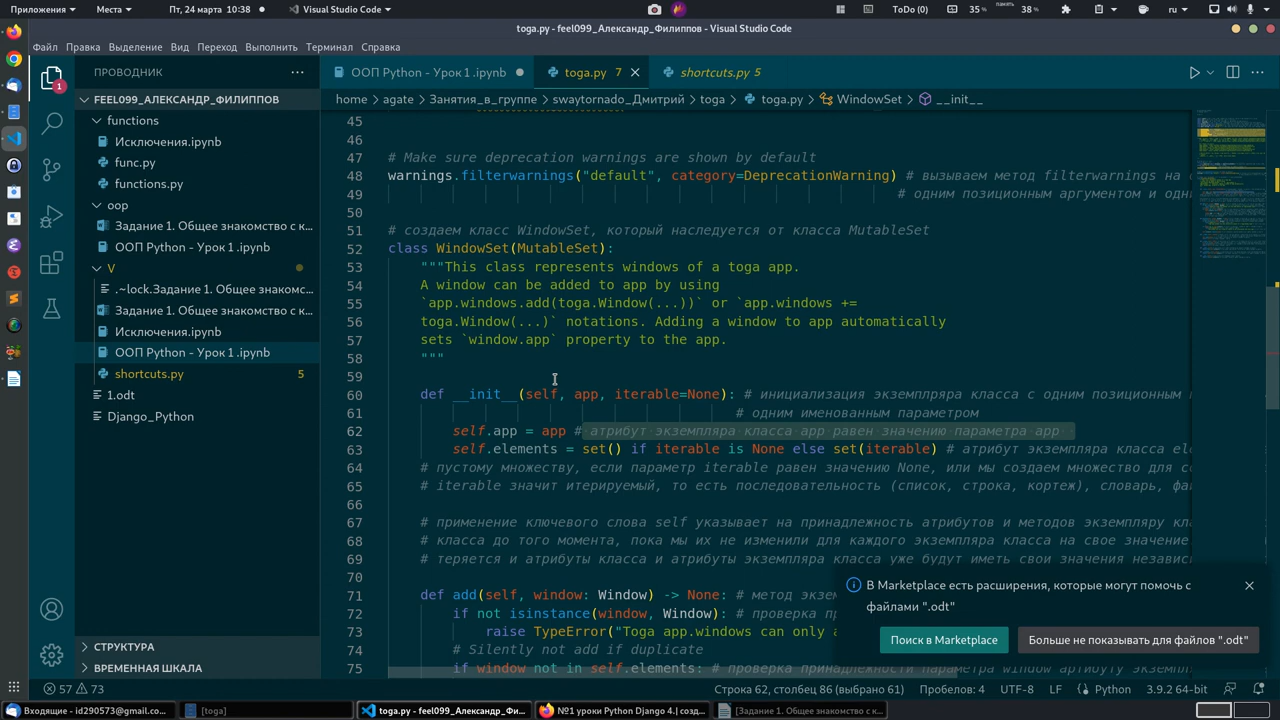 Приложения Места Пт, 24 марта 10:38 Visual Studio Code память ToDo (0) 35 % 38 % ru
toga.py - feel099_Александр_Филиппов - Visual Studio Code
Файл Правка Выделение Вид Переход Выполнить Терминал Справка
ПРОВОДНИК
FEEL099_АЛЕКСАНДР_ФИЛИППОВ
functions
Исключения.ipynb
func.py
functions.py
oop
Задание 1. Общее знакомство с к...
ООП Python - Урок 1.ipynb
V
.~lock.Задание 1. Общее знакомс...
Задание 1. Общее знакомство с к...
Исключения.ipynb
ООП Python - Урок 1.ipynb
shortcuts.py 5
1.odt
Django_Python
СТРУКТУРА
ВРЕМЕННАЯ ШКАЛА
1
ООП Python - Урок 1.ipynb toga.py 7 shortcuts.py 5
home agate Занятия_в_группе swaytornado_Дмитрий toga toga.py WindowSet __init__
45
46
47 # Make sure deprecation warnings are shown by default
48 warnings.filterwarnings("default", category=DeprecationWarning) # вызываем метод filterwarnings на
49 # одним позиционным аргументом и одн
50
51 # создаем класс WindowSet, который наследуется от класса MutableSet
52 class WindowSet(MutableSet):
53 """This class represents windows of a toga app.
54 A window can be added to app by using
55 `app.windows.add(toga.Window(...))` or `app.windows +=
56 toga.Window(...)` notations. Adding a window to app automatically
57 sets `window.app` property to the app.
58 """
59
60 def __init__(self, app, iterable=None): # инициализация экземпляра класса с одним позиционным
61 # одним именованным параметром
62 self.app = app # атрибут экземпляра класса app равен значению параметра app
63 self.elements = set() if iterable is None else set(iterable) # атрибут экземпляра класса el
64 # пустому множеству, если параметр iterable равен значению None, или мы создаем множество для со
65 # iterable значит итерируемый, то есть последовательность (список, строка, кортеж), словарь, фа
66
67 # применение ключевого слова self указывает на принадлежность атрибутов и методов экземпляру кл
68 # класса до того момента, пока мы их не изменили для каждого экземпляра класса на свое значение
69 # теряется и атрибуты класса и атрибуты экземпляра класса уже будут иметь свои значения независ
70
71 def add(self, window: Window) -> None: # метод экзе
72 if not isinstance(window, Window): # проверка пр
73 raise TypeError("Toga app.windows can only a
74 # Silently not add if duplicate
75 if window not in self.elements: # проверка принадлежности параметра window атрибуту экземпл
В Marketplace есть расширения, которые могут помочь с
файлами ".odt"
Поиск в Marketplace Больше не показывать для файлов ".odt"
57 73 Строка 62, столбец 86 (выбрано 61) Пробелов: 4 UTF-8 LF Python 3.9.2 64-bit
Входящие - id290573@gmail.co... [toga] toga.py - feel099_Александр_Фи... №1 уроки Python Django 4.| созд... [Задание 1. Общее знакомство с ...